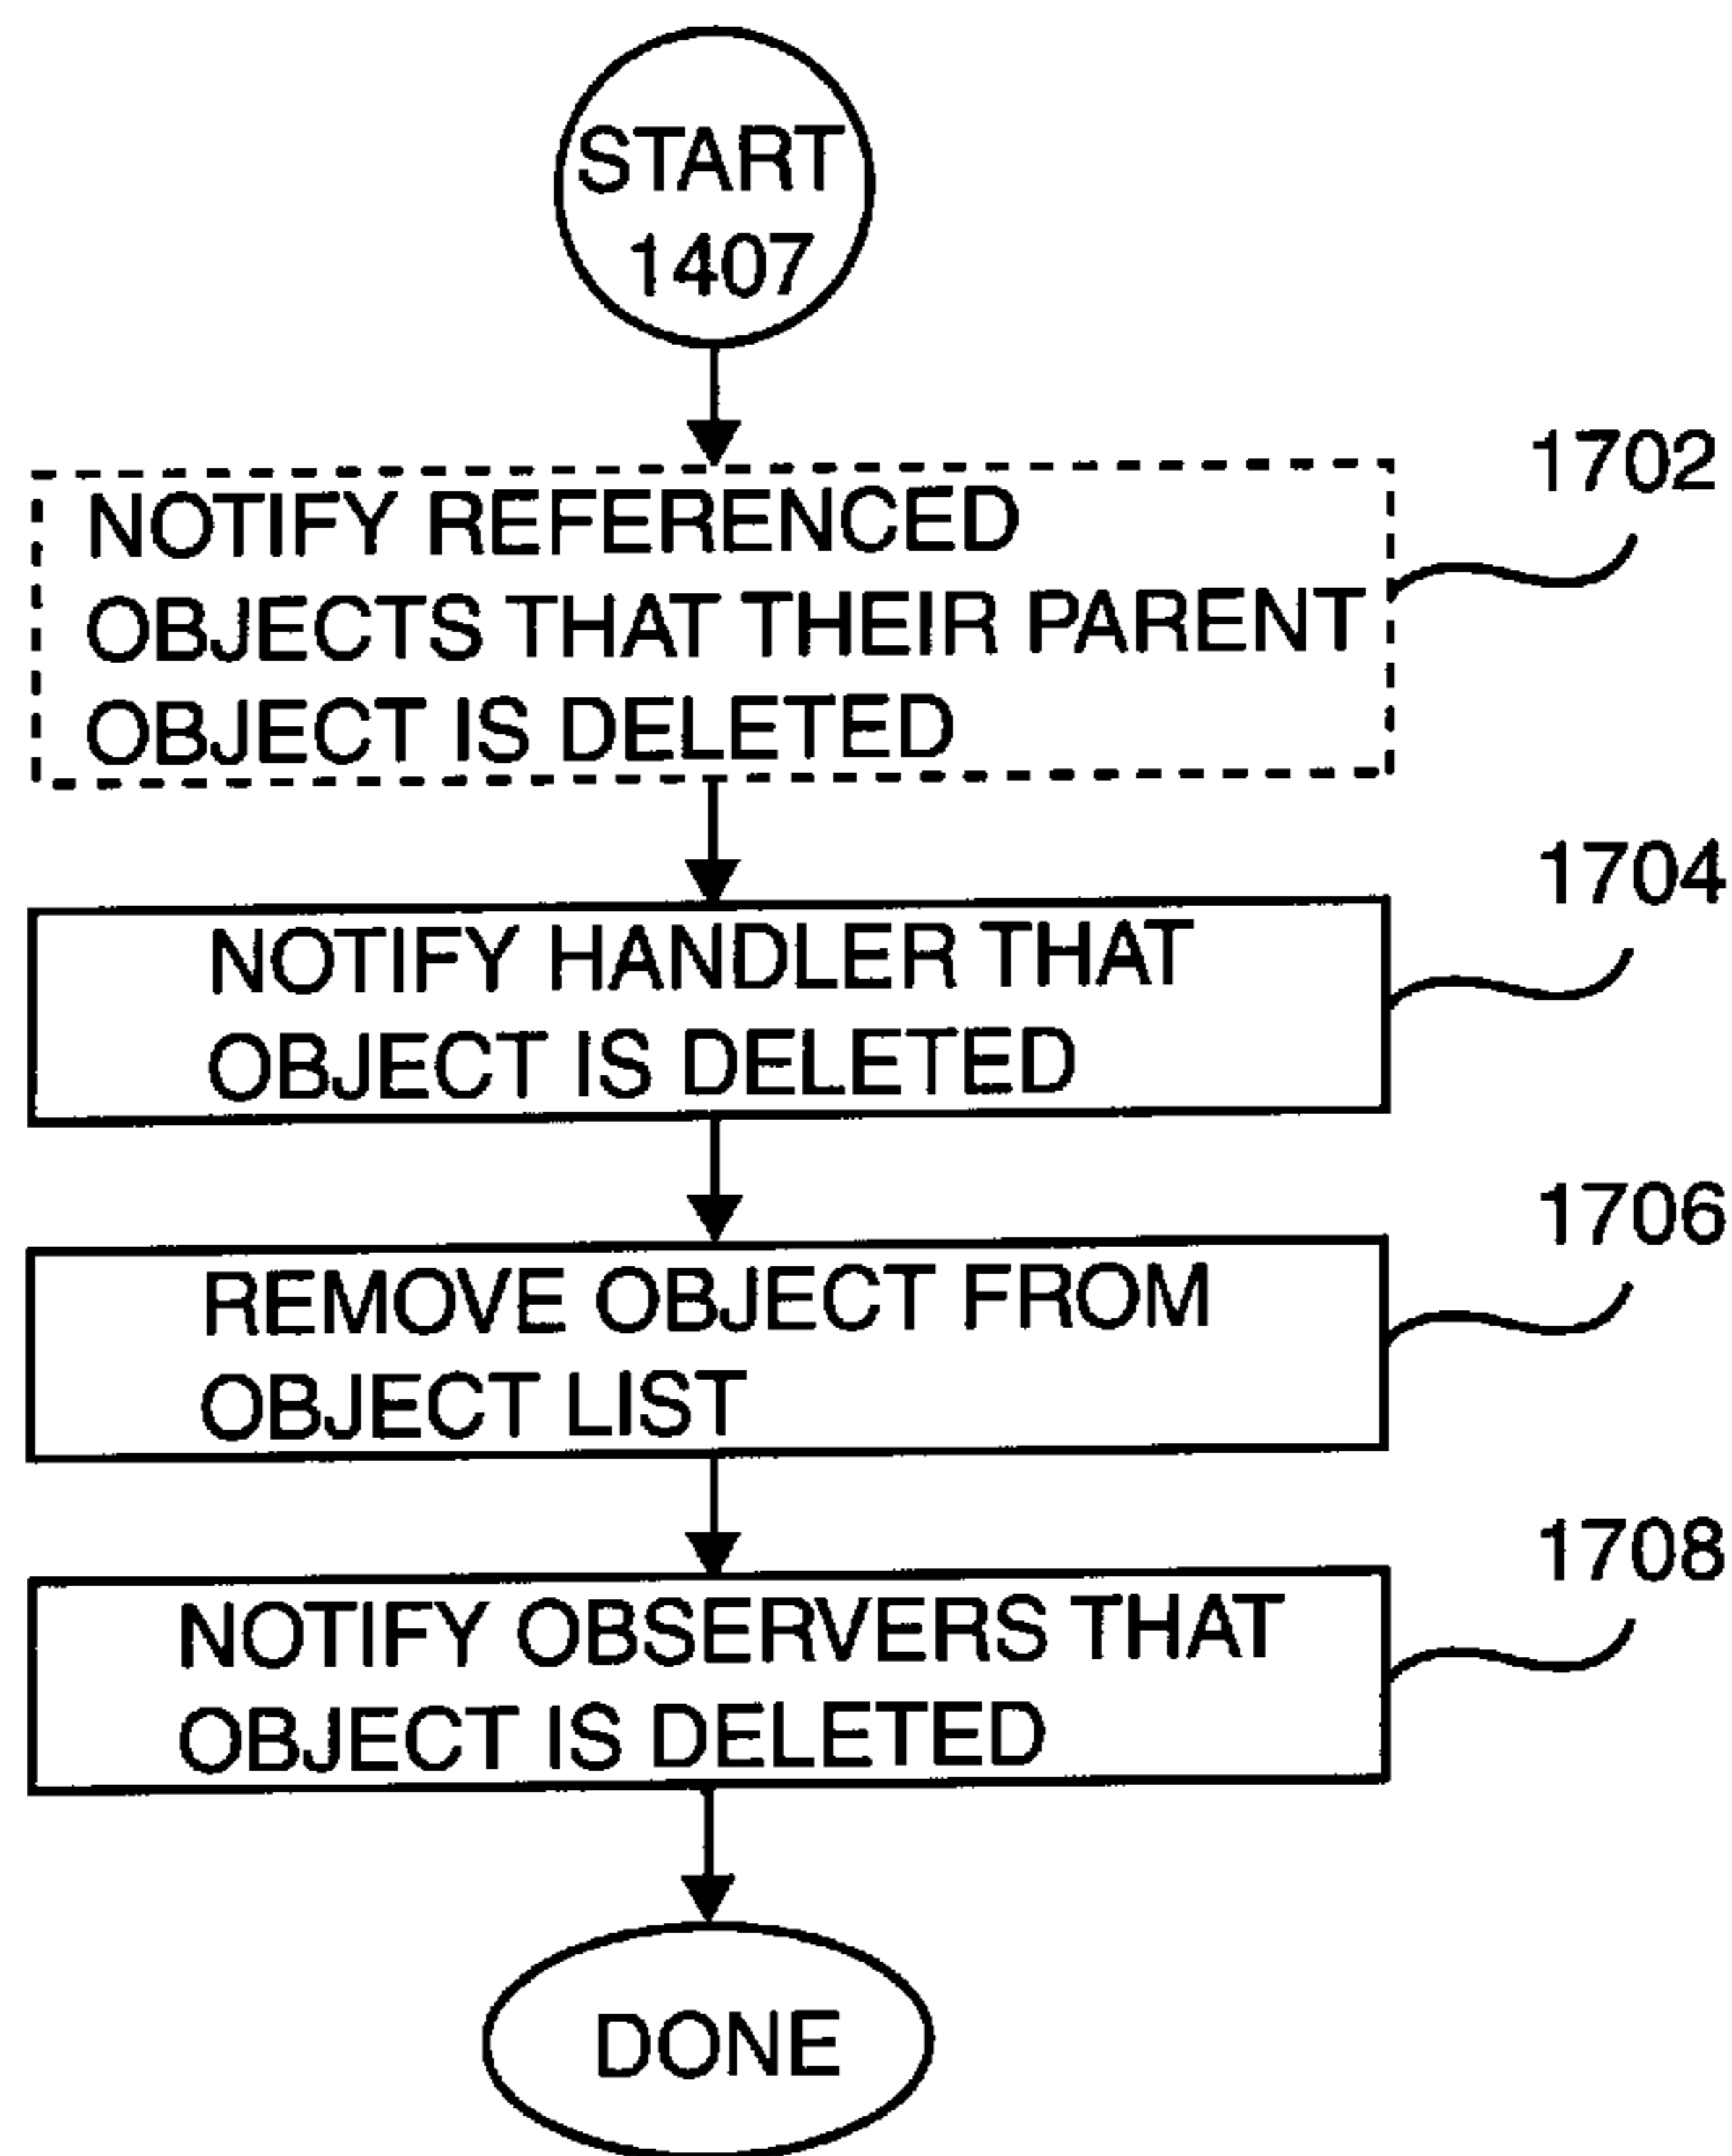 START
1407
1702
NOTIFY REFERENCED
OBJECTS THAT THEIR PARENT
OBJECT IS DELETED
1704
NOTIFY HANDLER THAT
OBJECT IS DELETED
1706
REMOVE OBJECT FROM
OBJECT LIST
1708
NOTIFY OBSERVERS THAT
OBJECT IS DELETED
DONE